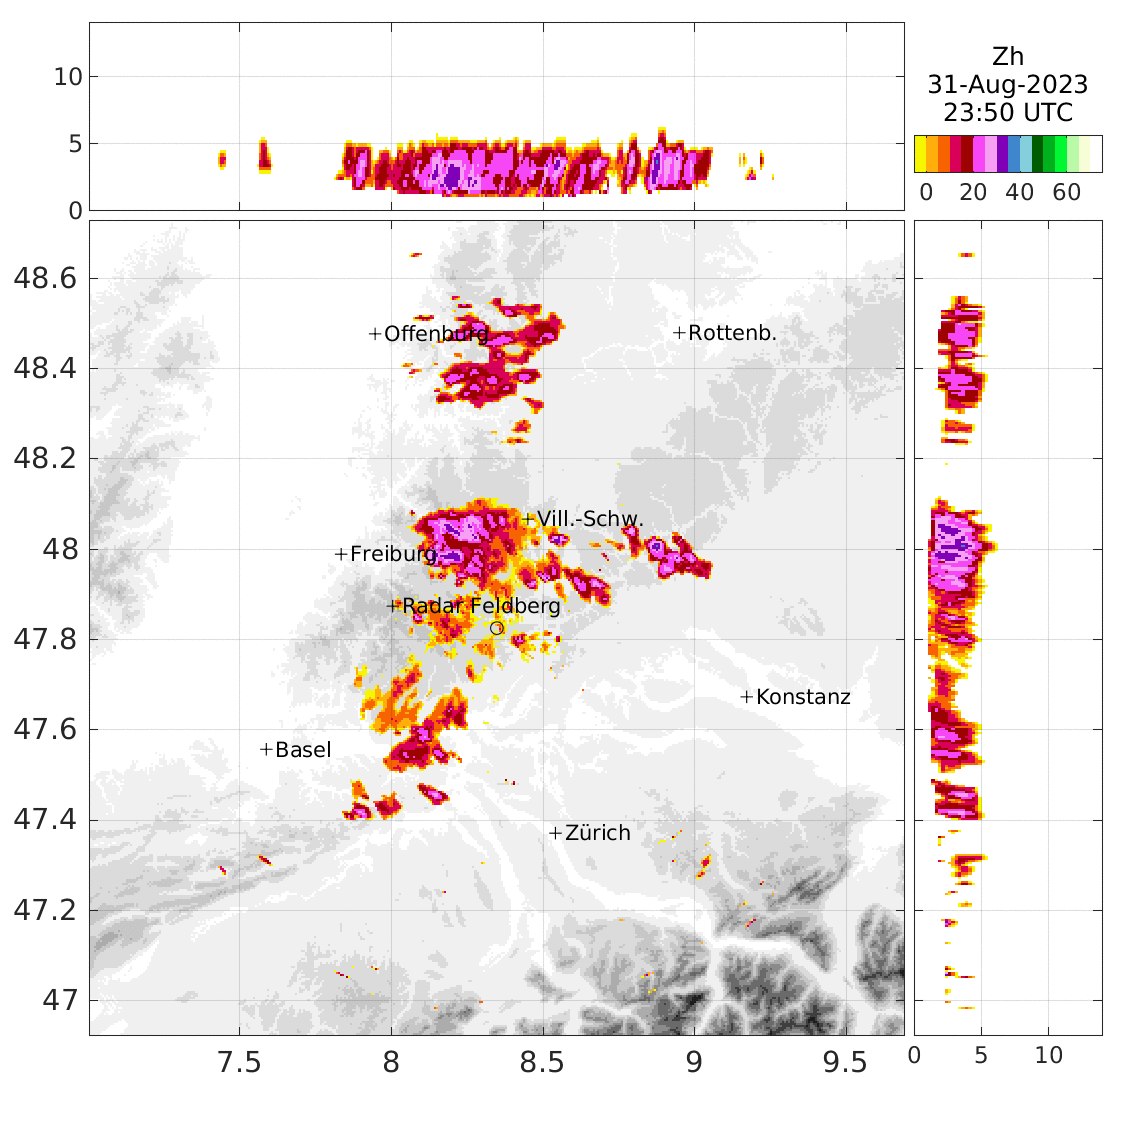 10
5
0
Zh
31-Aug-2023
23:50 UTC
0 20 40 60
48.6
48.4
48.2
48
47.8
47.6
47.4
47.2
47
+Offenburg
+Rottenb.
+Vill.-Schw.
+Freiburg
+Radar Feldberg
+Konstanz
+Basel
+Zürich
7.5 8 8.5 9 9.5
0 5 10